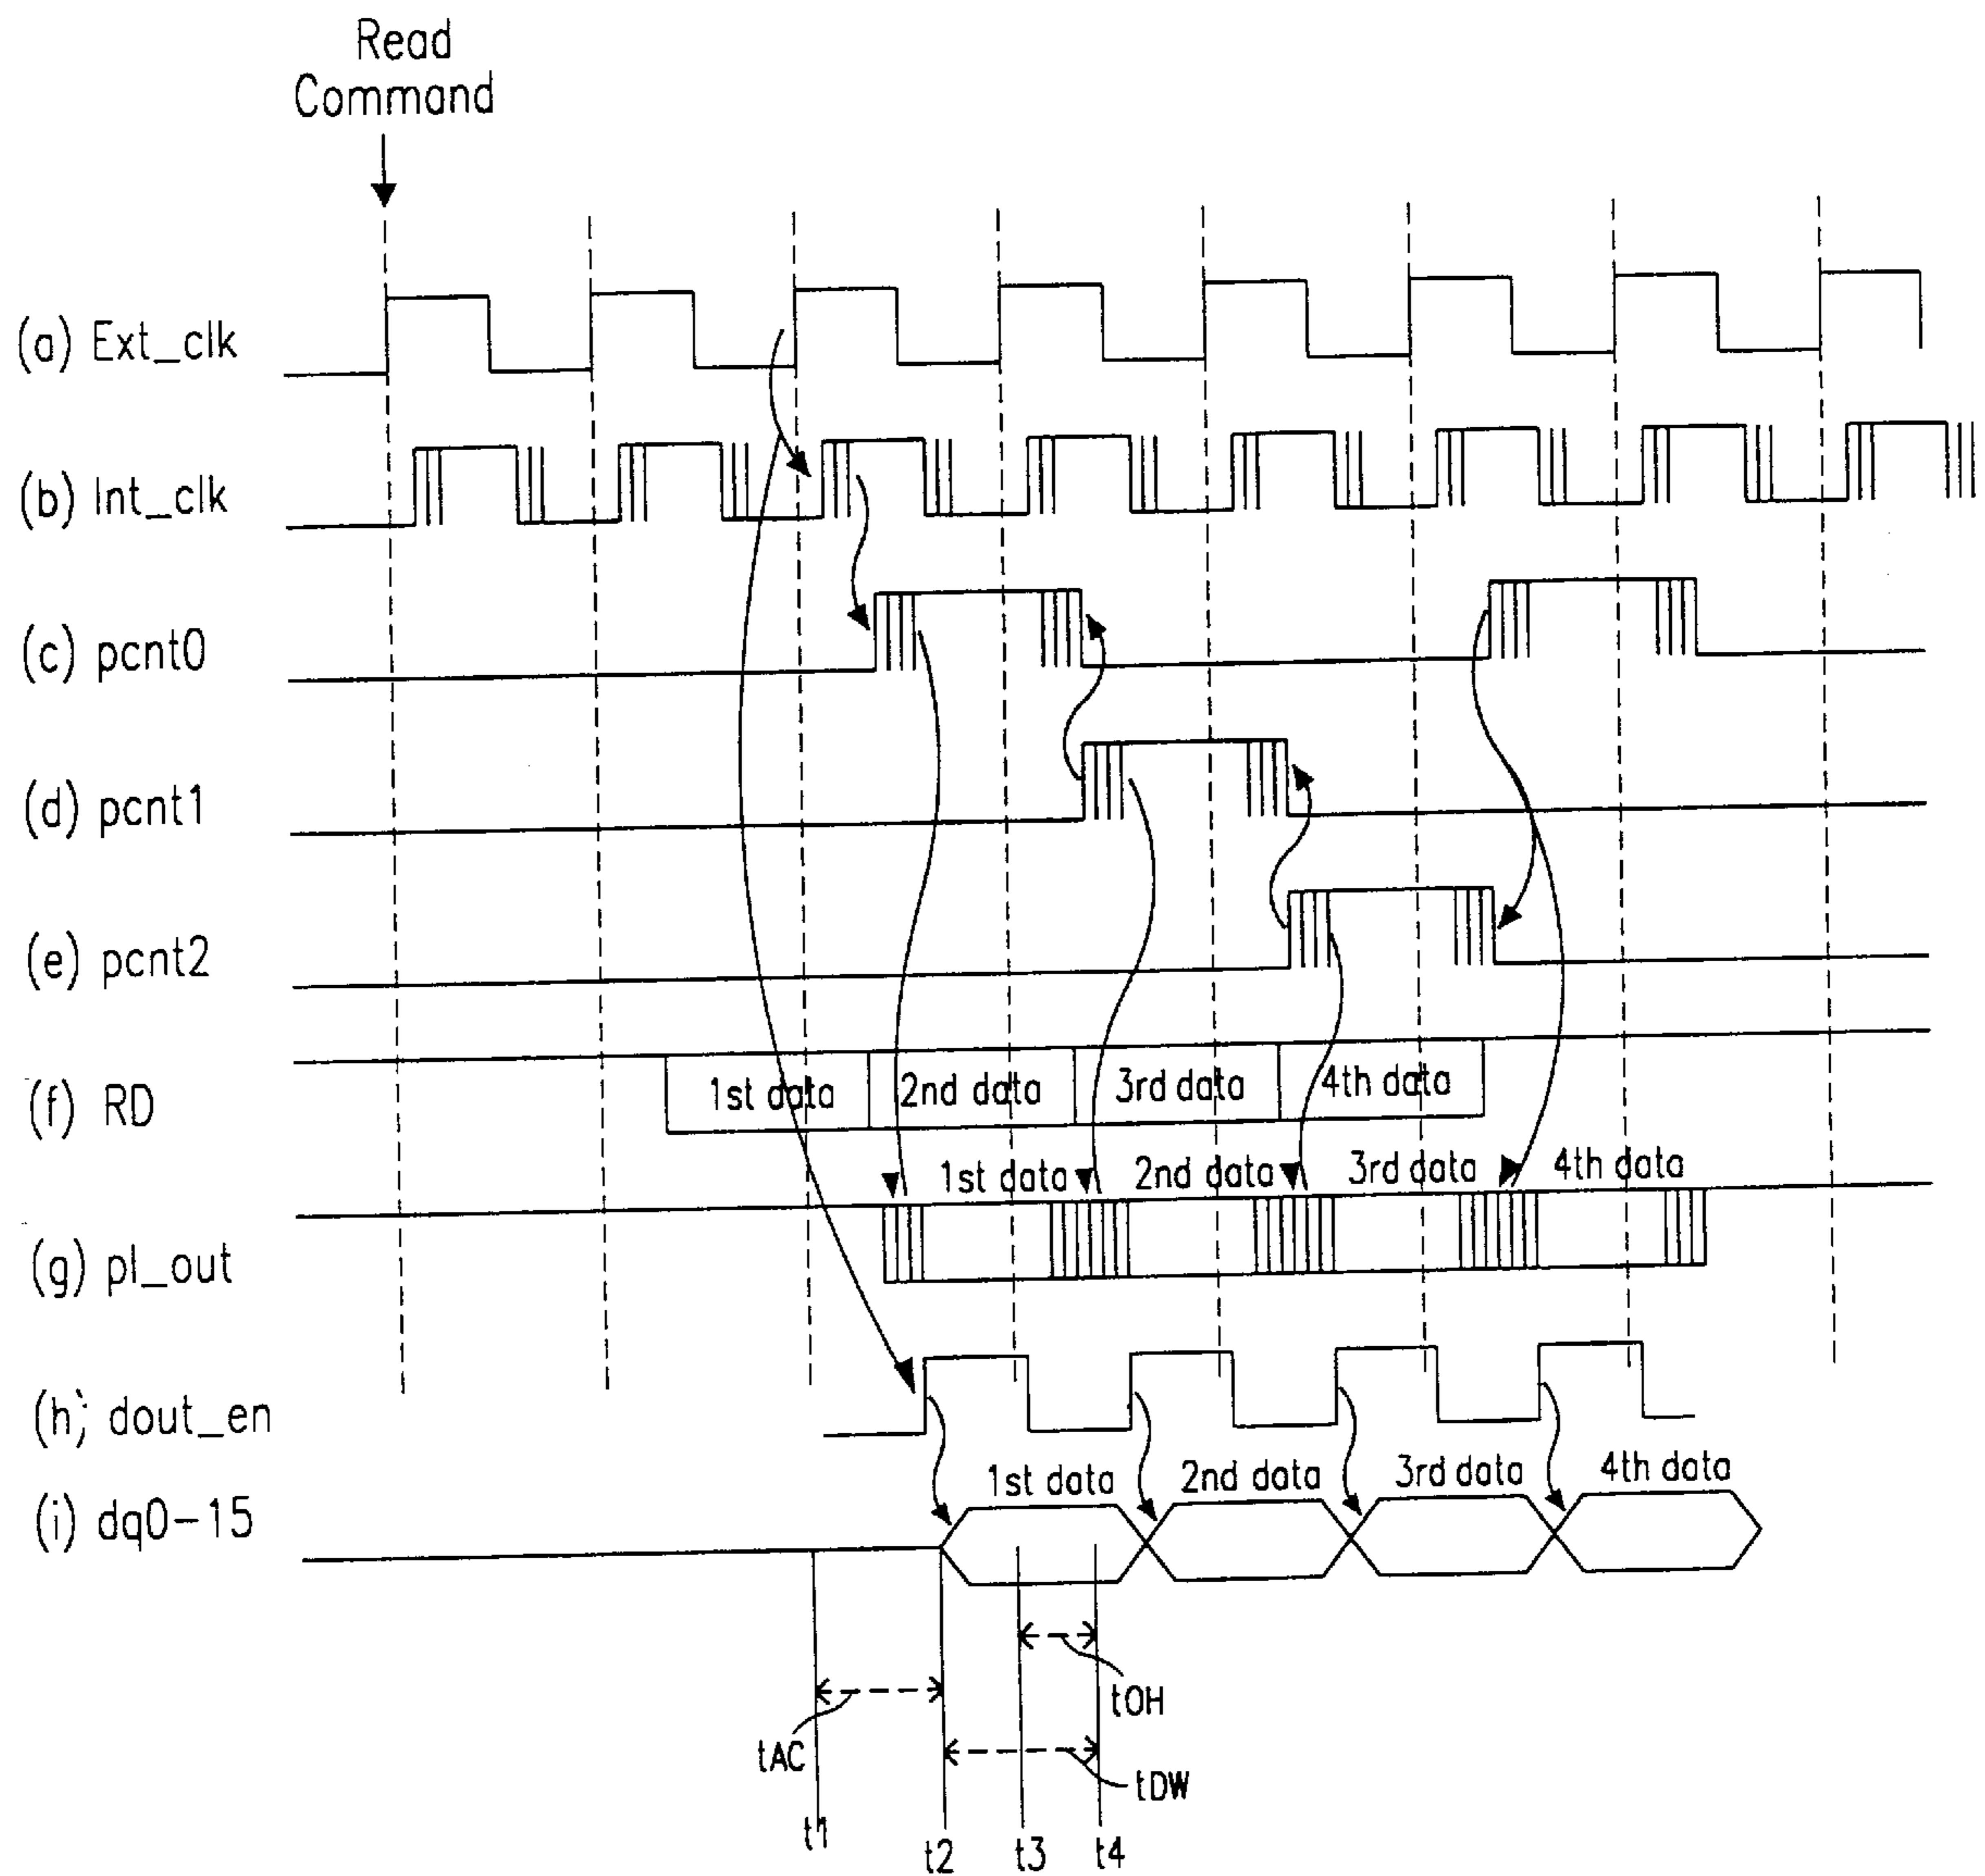 Read
Command
(a) Ext_clk
(b) Int_clk
(c) pcnt0
(d) pcnt1
(e) pcnt2
(f) RD
1st data
2nd data
3rd data
4th data
1st data
2nd data
3rd data
4th data
(g) pl_out
(h) dout_en
1st data
2nd data
3rd data
4th data
(i) dq0-15
tOH
tAC
tDW
t1
t2
t3
t4